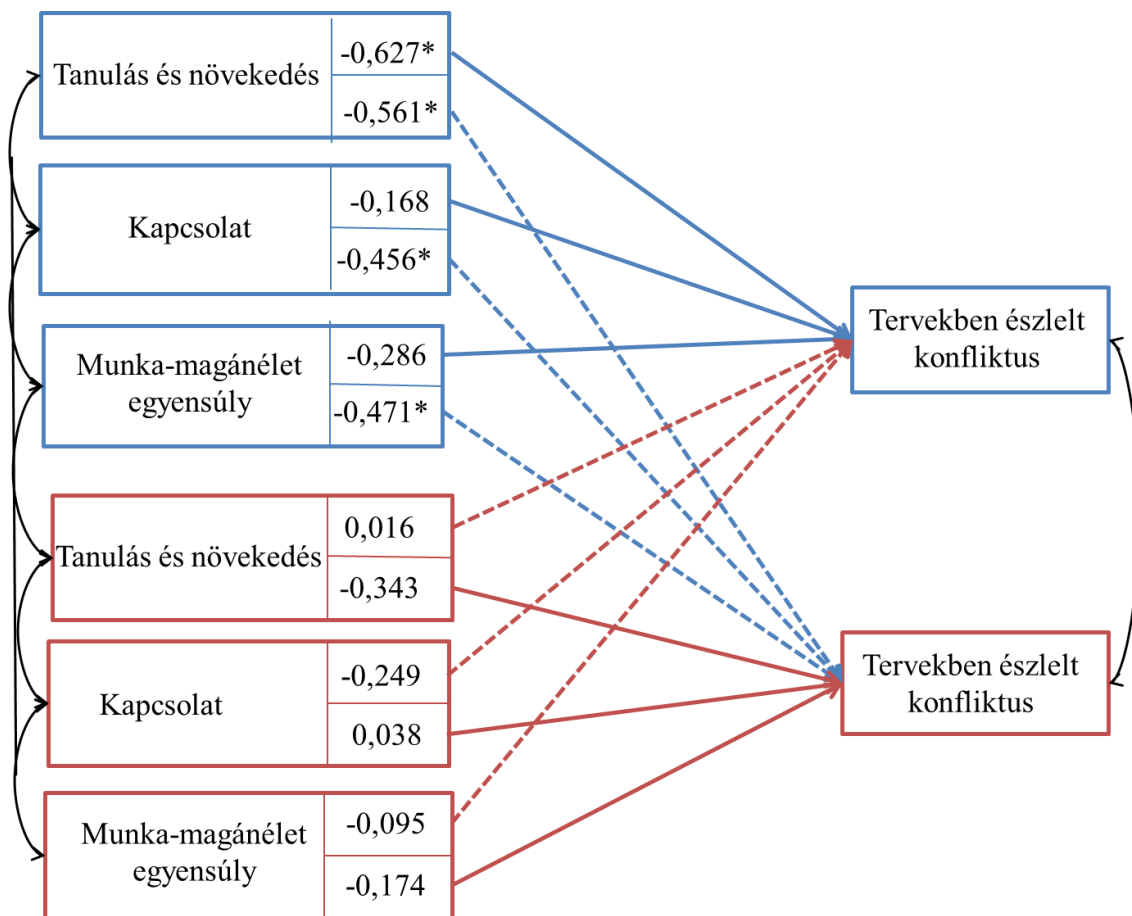 Tanulás és növekedés
-0,627*
-0,561*
Kapcsolat
-0,168
-0,456*
Munka-magánélet
egyensúly
-0,286
-0,471*
Tanulás és növekedés
0,016
-0,343
Kapcsolat
-0,249
0,038
Munka-magánélet
egyensúly
-0,095
-0,174
Tervekben észlelt
konfliktus
Tervekben észlelt
konfliktus